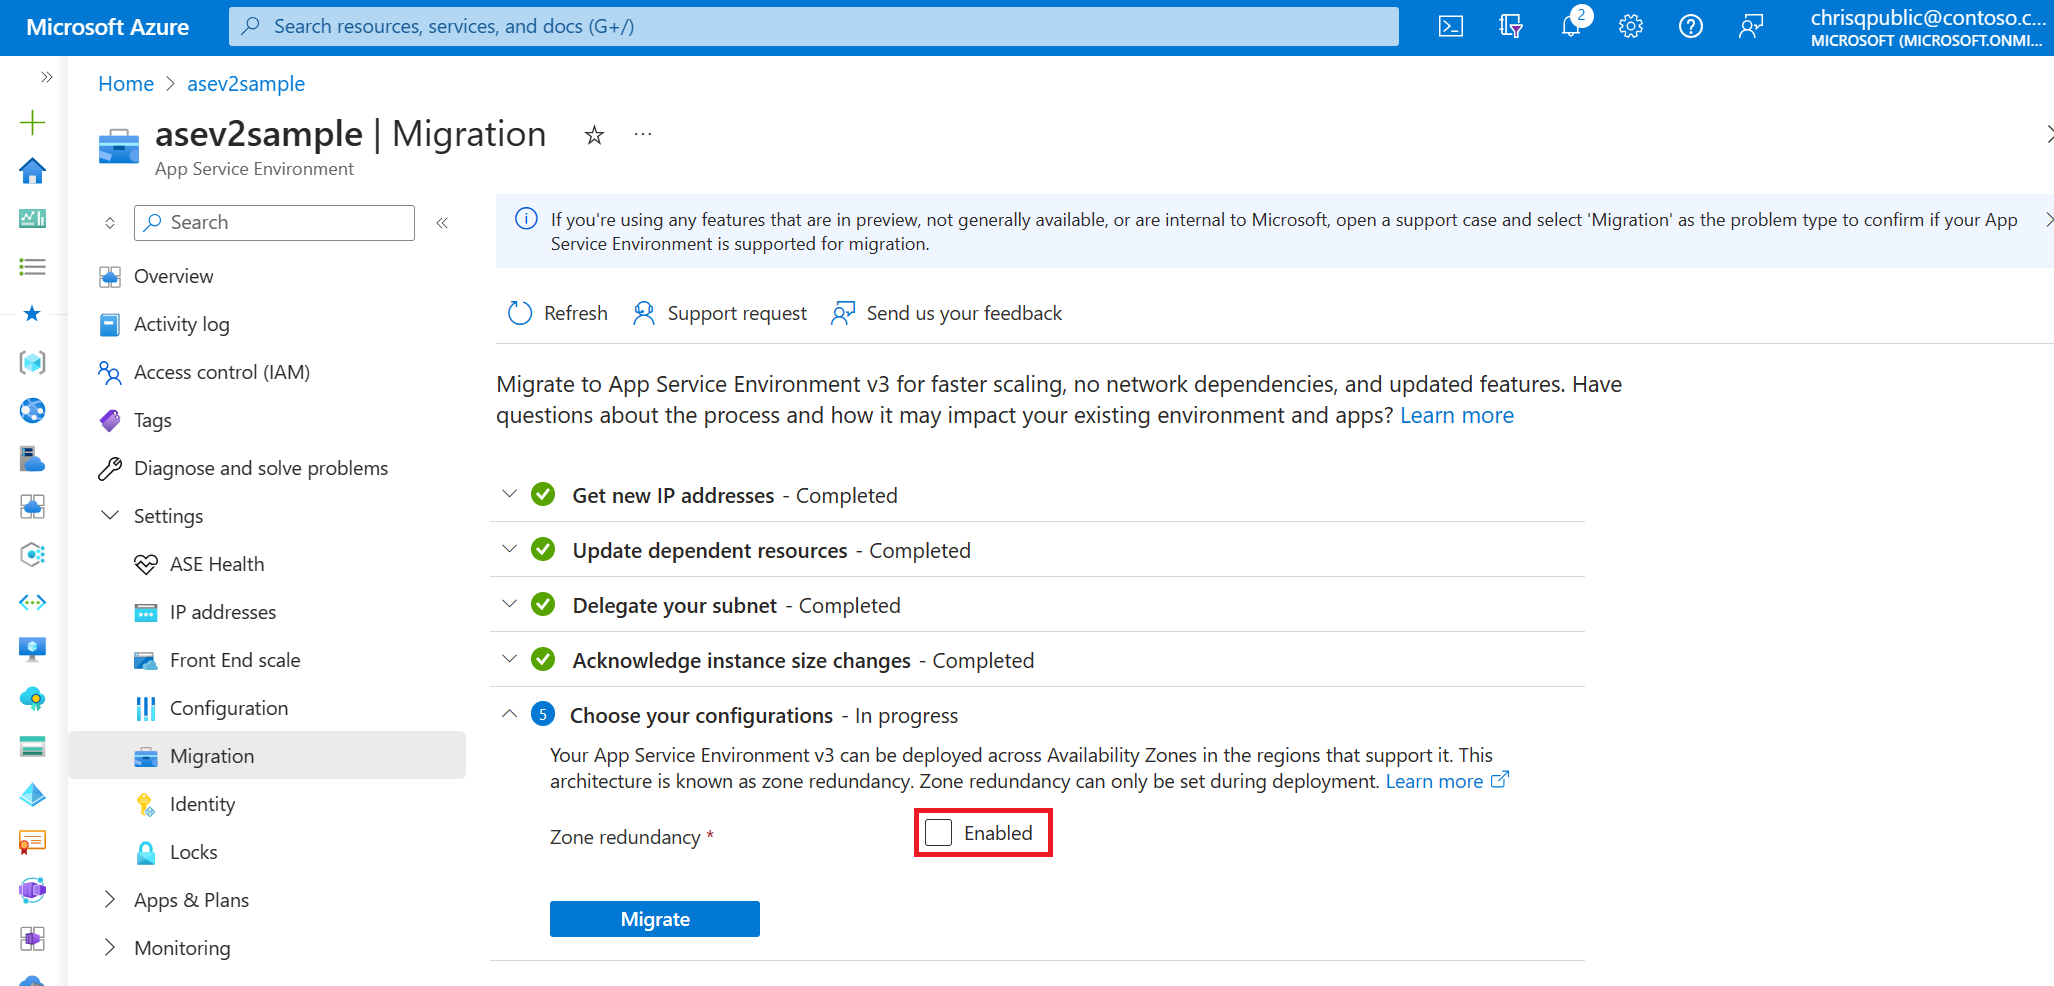 Microsoft Azure
Search resources, services, and docs (G+/)
2
chrisqpublic@contoso.c...
MICROSOFT (MICROSOFT.ONMI...
Home > asev2sample
asev2sample | Migration
App Service Environment
Search
Overview
Activity log
Access control (IAM)
Tags
Diagnose and solve problems
Settings
ASE Health
IP addresses
Front End scale
Configuration
Migration
Identity
Locks
Apps & Plans
Monitoring
If you're using any features that are in preview, not generally available, or are internal to Microsoft, open a support case and select 'Migration' as the problem type to confirm if your App
Service Environment is supported for migration.
Refresh
Support request
Send us your feedback
Migrate to App Service Environment v3 for faster scaling, no network dependencies, and updated features. Have
questions about the process and how it may impact your existing environment and apps? Learn more
Get new IP addresses - Completed
Update dependent resources - Completed
Delegate your subnet - Completed
Acknowledge instance size changes - Completed
5 Choose your configurations - In progress
Your App Service Environment v3 can be deployed across Availability Zones in the regions that support it. This
architecture is known as zone redundancy. Zone redundancy can only be set during deployment. Learn more
Zone redundancy *
Enabled
Migrate